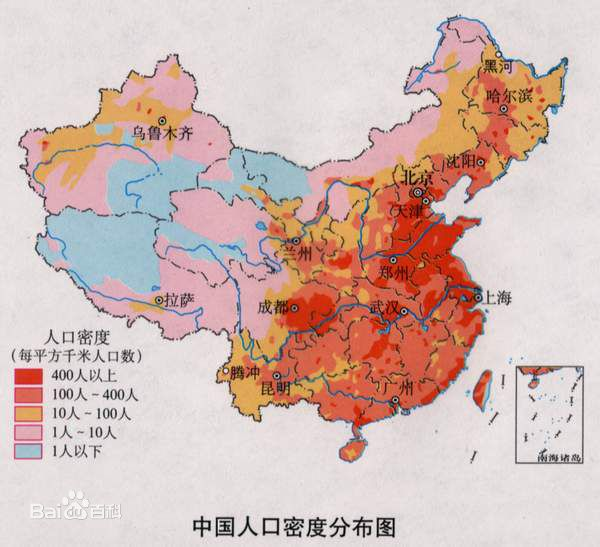 黑河
哈尔滨
乌鲁木齐
沈阳
北京
天津
兰州
郑州
拉萨
成都
武汉
上海
腾冲
昆明
广州
人口密度
(每平方千米人口数)
400人以上
100人~400人
10人~100人
1人~10人
1人以下
南海诸岛
Bai百科
中国人口密度分布图